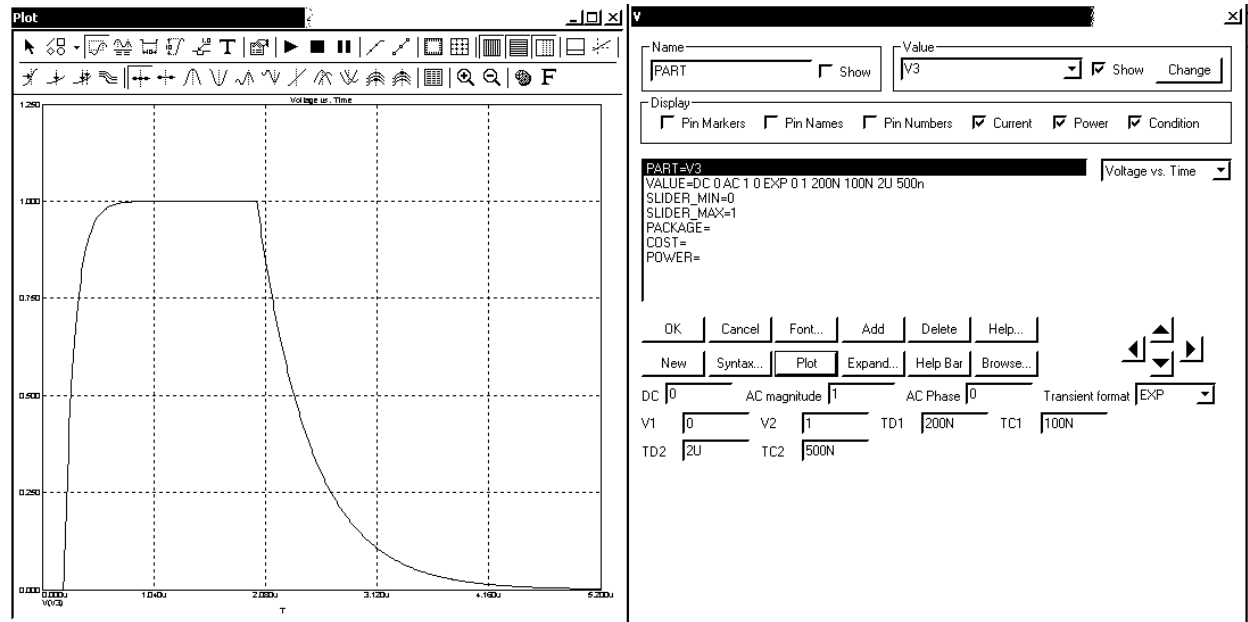 Plot
T
F
Voltage vs. Time
1.250
1.000
0.750
0.500
0.250
0.000
0.000u 1.040u 2.080u 3.120u 4.160u 5.200u
V(V3)
T
V
Name
PART
Show
Value
V3
Show
Change
Display
Pin Markers Pin Names Pin Numbers Current Power Condition
PART=V3
VALUE=DC 0 AC 1 0 EXP 0 1 200N 100N 2U 500n
SLIDER_MIN=0
SLIDER_MAX=1
PACKAGE=
COST=
POWER=
Voltage vs. Time
OK Cancel Font... Add Delete Help...
New Syntax... Plot Expand... Help Bar Browse...
DC 0 AC magnitude 1 AC Phase 0 Transient format EXP
V1 0 V2 1 TD1 200N TC1 100N
TD2 2U TC2 500N